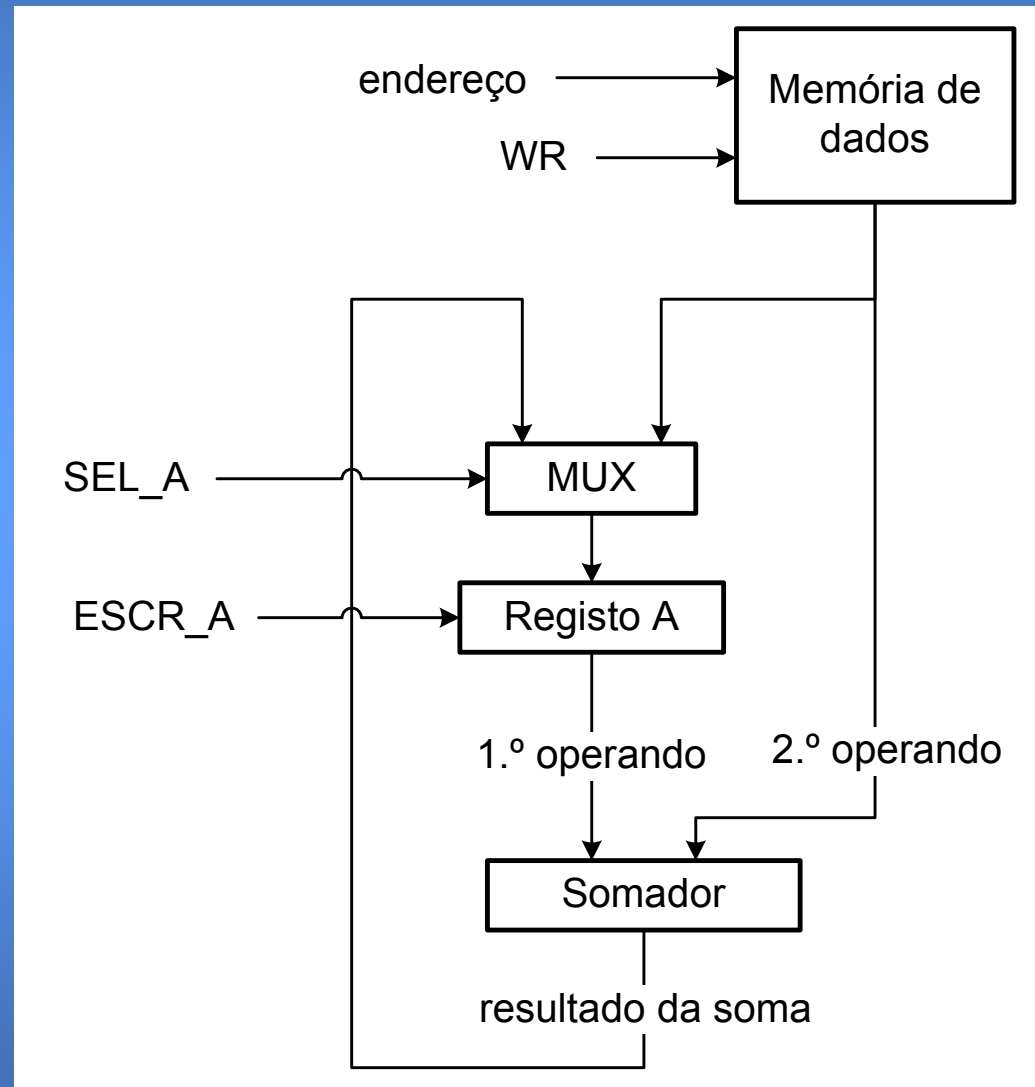 endereço
Memória de
dados
WR
SEL_A
MUX
ESCR_A
Registo A
1.º operando
2.º operando
Somador
resultado da soma